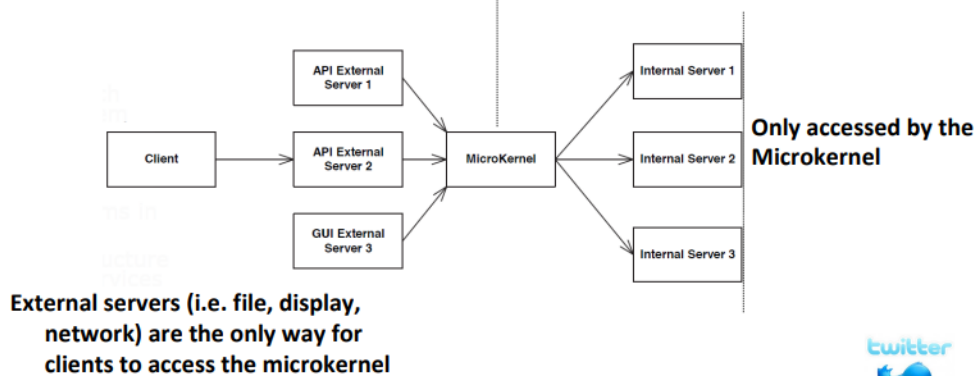 API External
Server 1
Internal Server 1
Client
API External
Server 2
MicroKernel
Internal Server 2
Only accessed by the
Microkernel
GUI External
Server 3
Internal Server 3
External servers (i.e. file, display,
network) are the only way for
clients to access the microkernel
twitter